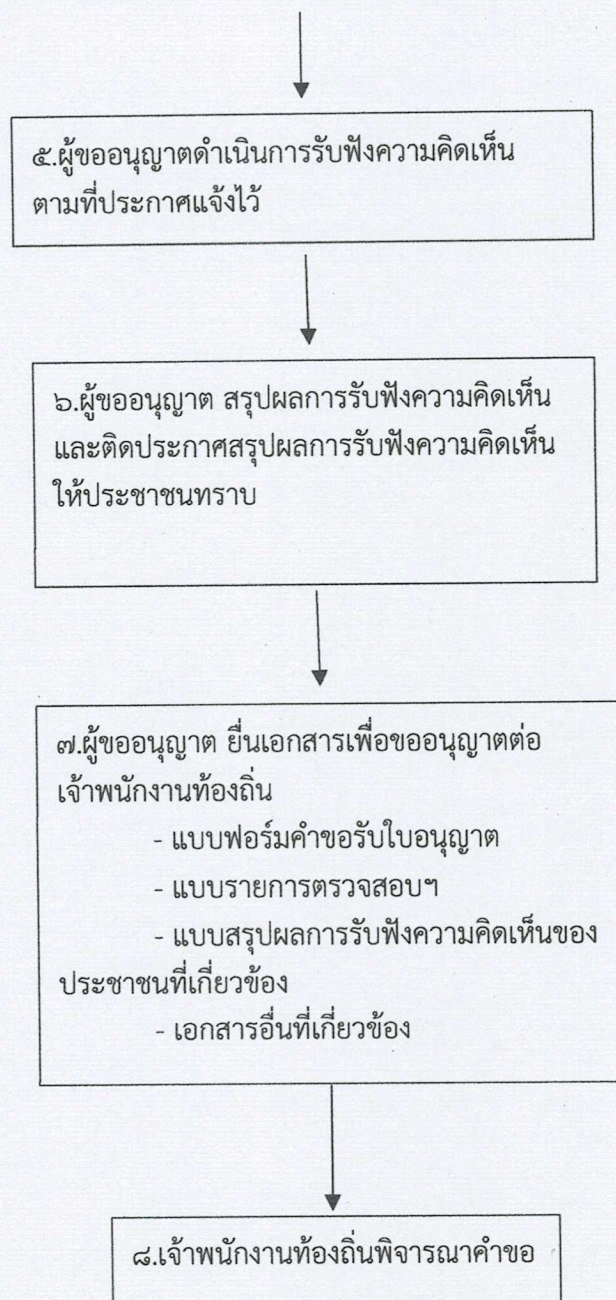 ๕.ผู้ขออนุญาตดำเนินการรับฟังความคิดเห็น
ตามที่ประกาศแจ้งไว้
๖.ผู้ขออนุญาต สรุปผลการรับฟังความคิดเห็น
และติดประกาศสรุปผลการรับฟังความคิดเห็น
ให้ประชาชนทราบ
๗.ผู้ขออนุญาต ยื่นเอกสารเพื่อขออนุญาตต่อ
เจ้าพนักงานท้องถิ่น
- แบบฟอร์มคำขอรับใบอนุญาต
- แบบรายการตรวจสอบฯ
- แบบสรุปผลการรับฟังความคิดเห็นของ
ประชาชนที่เกี่ยวข้อง
- เอกสารอื่นที่เกี่ยวข้อง
๘.เจ้าพนักงานท้องถิ่นพิจารณาคำขอ